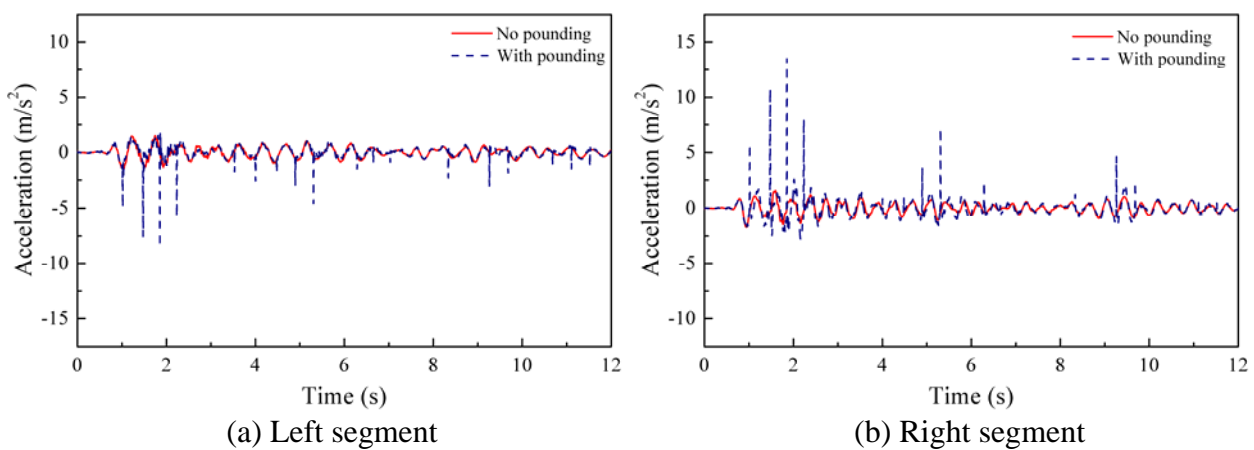 10
5
0
-5
-10
-15
Acceleration (m/s²)
No pounding
With pounding
0 2 4 6 8 10 12
Time (s)
(a) Left segment
15
10
5
0
-5
-10
Acceleration (m/s²)
No pounding
With pounding
0 2 4 6 8 10 12
Time (s)
(b) Right segment